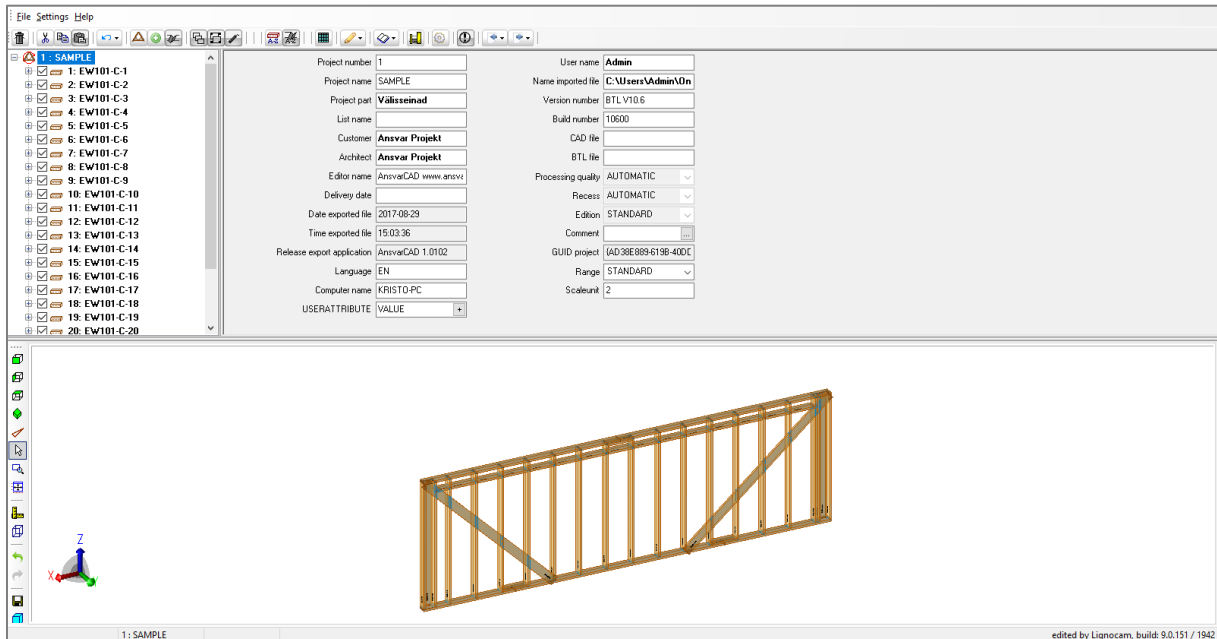 File Settings Help
1 : SAMPLE
1: EW101-C-1
2: EW101-C-2
3: EW101-C-3
4: EW101-C-4
5: EW101-C-5
6: EW101-C-6
7: EW101-C-7
8: EW101-C-8
9: EW101-C-9
10: EW101-C-10
11: EW101-C-11
12: EW101-C-12
13: EW101-C-13
14: EW101-C-14
15: EW101-C-15
16: EW101-C-16
17: EW101-C-17
18: EW101-C-18
19: EW101-C-19
20: EW101-C-20
Project number 1
Project name SAMPLE
Project part Välisseinad
List name
Customer Ansvar Projekt
Architect Ansvar Projekt
Editor name AnsvarCAD www.ansva
Delivery date
Date exported file 2017-08-29
Time exported file 15:03:36
Release export application AnsvarCAD 1.0102
Language EN
Computer name KRISTO-PC
USERATTRIBUTE VALUE +
User name Admin
Name imported file C:\Users\Admin\On
Version number BTL V10.6
Build number 10600
CAD file
BTL file
Processing quality AUTOMATIC
Recess AUTOMATIC
Edition STANDARD
Comment ...
GUID project {AD38E889-619B-40DD
Range STANDARD
Scaleunit 2
Z
X
1 : SAMPLE
edited by Lignocam, build: 9.0.151 / 1942